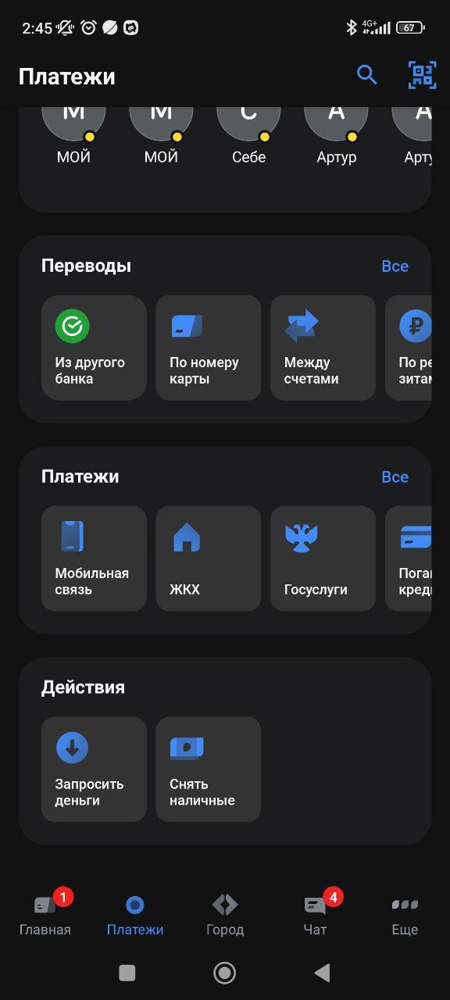 2:45
4G+
67
Платежи
М М С А А
МОЙ МОЙ Себе Артур Арту
Переводы Все
Из другого
банка
По номеру
карты
Между
счетами
По ре
зитам
Платежи Все
Мобильная
связь
ЖКХ
Госуслуги
Погаш
кред
Действия
Запросить
деньги
Снять
наличные
1 4
Главная Платежи Город Чат Еще